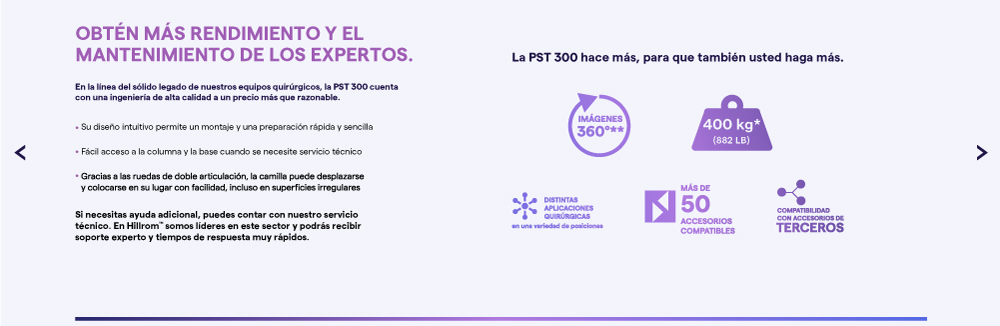 OBTÉN MÁS RENDIMIENTO Y EL
MANTENIMIENTO DE LOS EXPERTOS.
En la línea del sólido legado de nuestros equipos quirúrgicos, la PST 300 cuenta
con una ingeniería de alta calidad a un precio más que razonable.
• Su diseño intuitivo permite un montaje y una preparación rápida y sencilla
• Fácil acceso a la columna y la base cuando se necesite servicio técnico
• Gracias a las ruedas de doble articulación, la camilla puede desplazarse
y colocarse en su lugar con facilidad, incluso en superficies irregulares
Si necesitas ayuda adicional, puedes contar con nuestro servicio
técnico. En Hillrom™ somos líderes en este sector y podrás recibir
soporte experto y tiempos de respuesta muy rápidos.
La PST 300 hace más, para que también usted haga más.
IMÁGENES
360°**
400 kg*
(882 LB)
DISTINTAS
APLICACIONES
QUIRÚRGICAS
en una variedad de posiciones
MÁS DE
50
ACCESORIOS
COMPATIBLES
COMPATIBILIDAD
CON ACCESORIOS DE
TERCEROS